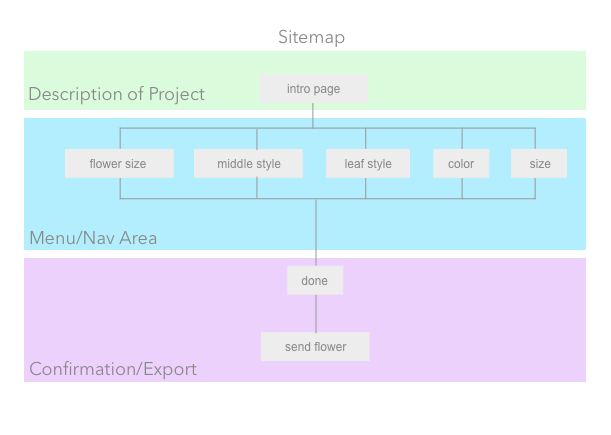 Sitemap
Description of Project
intro page
flower size
middle style
leaf style
color
size
Menu/Nav Area
done
send flower
Confirmation/Export